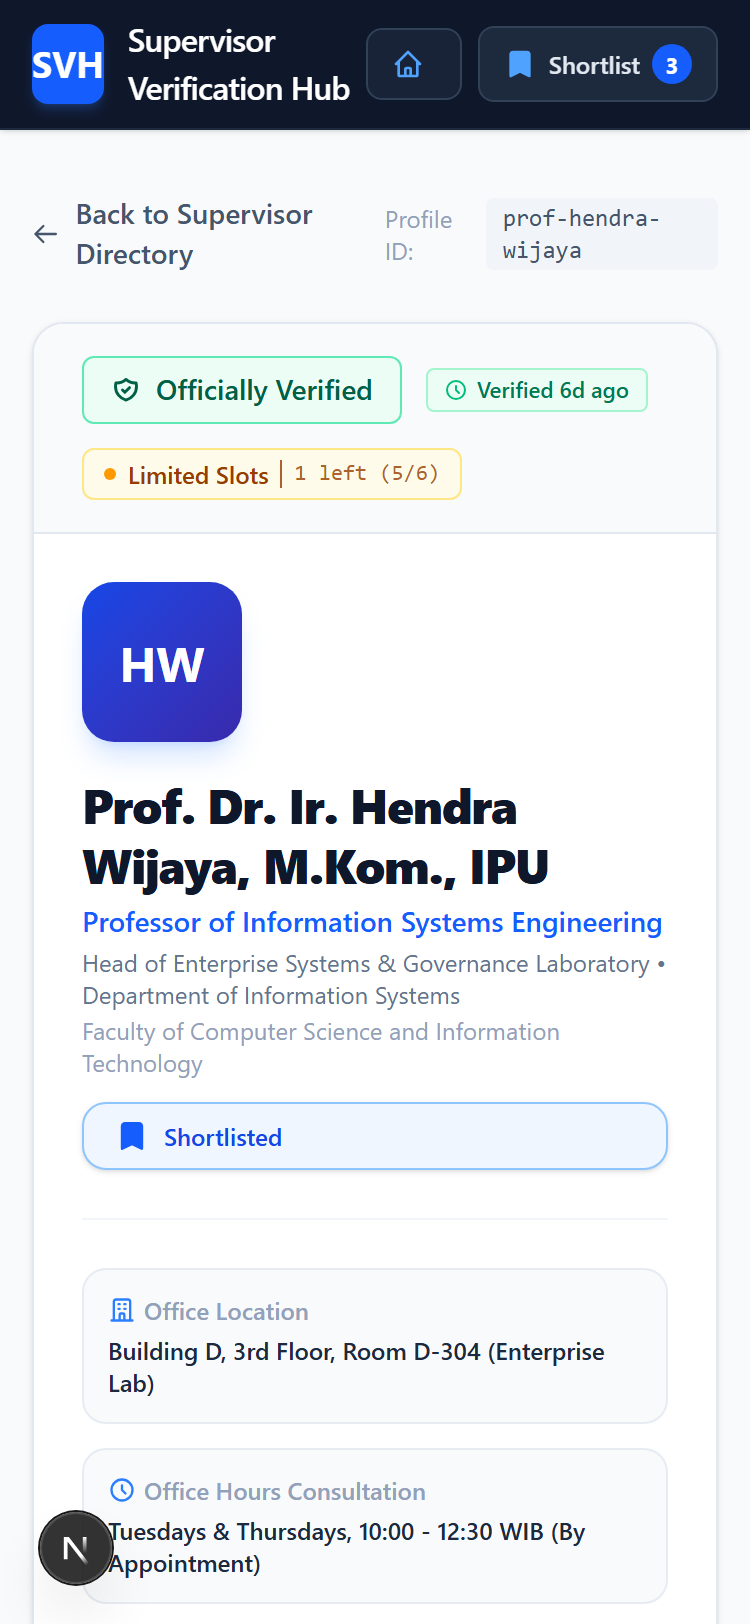 SVH
Supervisor
Verification Hub
Shortlist 3
Back to Supervisor
Directory
Profile
ID:
prof-hendra-
wijaya
Officially Verified
Verified 6d ago
Limited Slots | 1 left (5/6)
HW
Prof. Dr. Ir. Hendra
Wijaya, M.Kom., IPU
Professor of Information Systems Engineering
Head of Enterprise Systems & Governance Laboratory •
Department of Information Systems
Faculty of Computer Science and Information
Technology
Shortlisted
Office Location
Building D, 3rd Floor, Room D-304 (Enterprise
Lab)
Office Hours Consultation
Tuesdays & Thursdays, 10:00 - 12:30 WIB (By
Appointment)
N